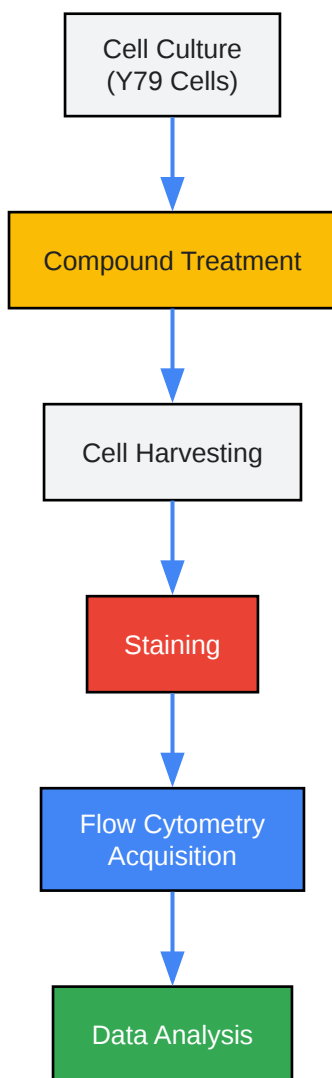 Cell Culture
(Y79 Cells)
Compound Treatment
Cell Harvesting
Staining
Flow Cytometry
Acquisition
Data Analysis